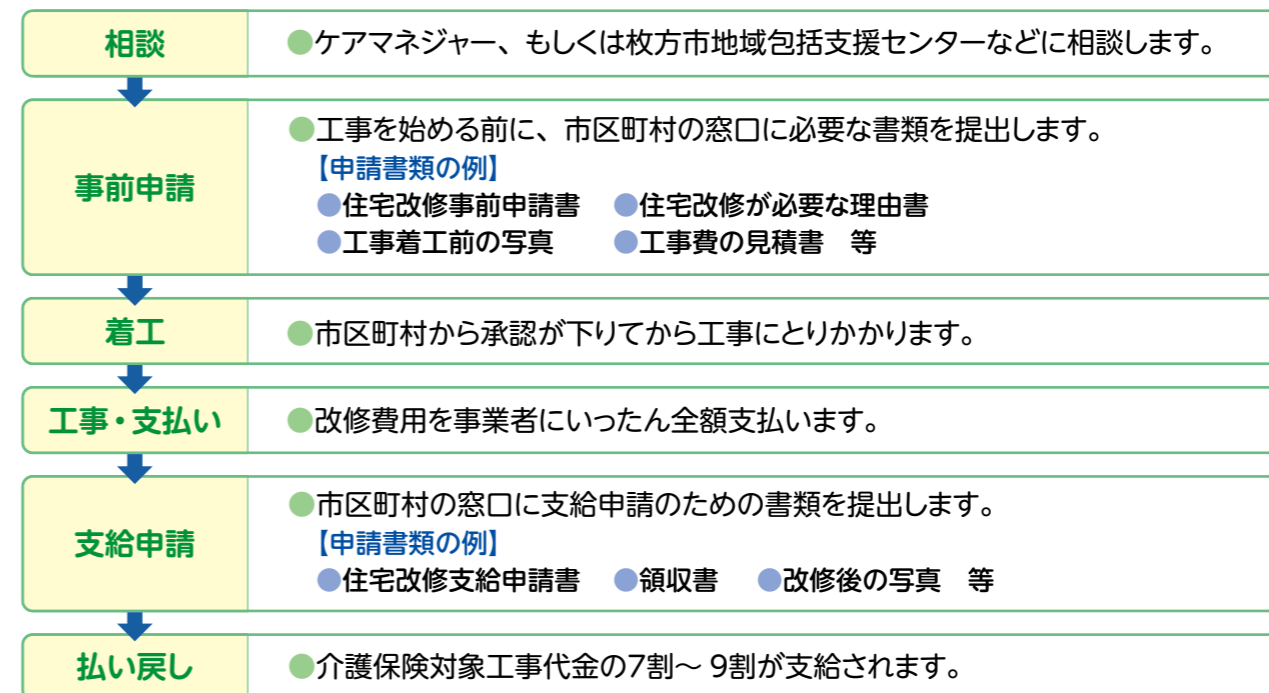 相談
●ケアマネジャー、もしくは枚方市地域包括支援センターなどに相談します。
事前申請
●工事を始める前に、市区町村の窓口に必要な書類を提出します。
【申請書類の例】
●住宅改修事前申請書 ●住宅改修が必要な理由書
●工事着工前の写真 ●工事費の見積書 等
着工
●市区町村から承認が下りてから工事にとりかかります。
工事・支払い
●改修費用を事業者にいったん全額支払います。
支給申請
●市区町村の窓口に支給申請のための書類を提出します。
【申請書類の例】
●住宅改修支給申請書 ●領収書 ●改修後の写真 等
払い戻し
●介護保険対象工事代金の7割～9割が支給されます。